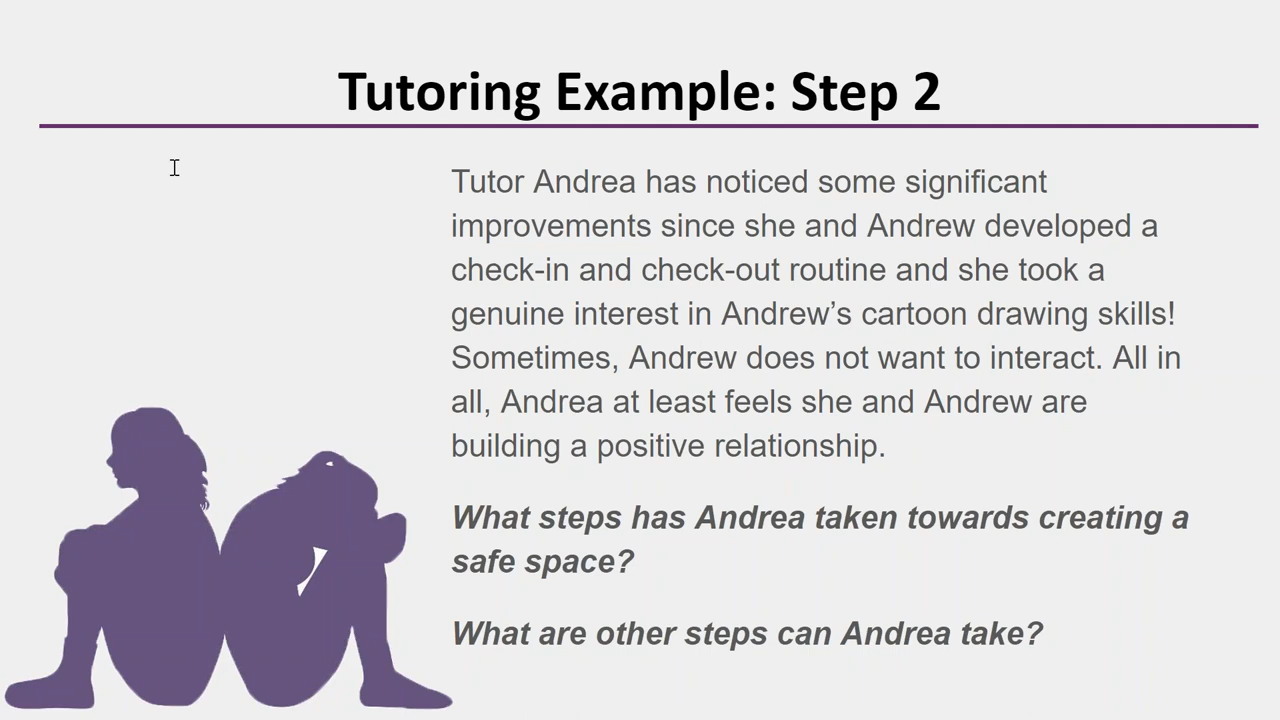 Tutoring Example: Step 2
Tutor Andrea has noticed some significant
improvements since she and Andrew developed a
check-in and check-out routine and she took a
genuine interest in Andrew’s cartoon drawing skills!
Sometimes, Andrew does not want to interact. All in
all, Andrea at least feels she and Andrew are
building a positive relationship.
What steps has Andrea taken towards creating a
safe space?
What are other steps can Andrea take?